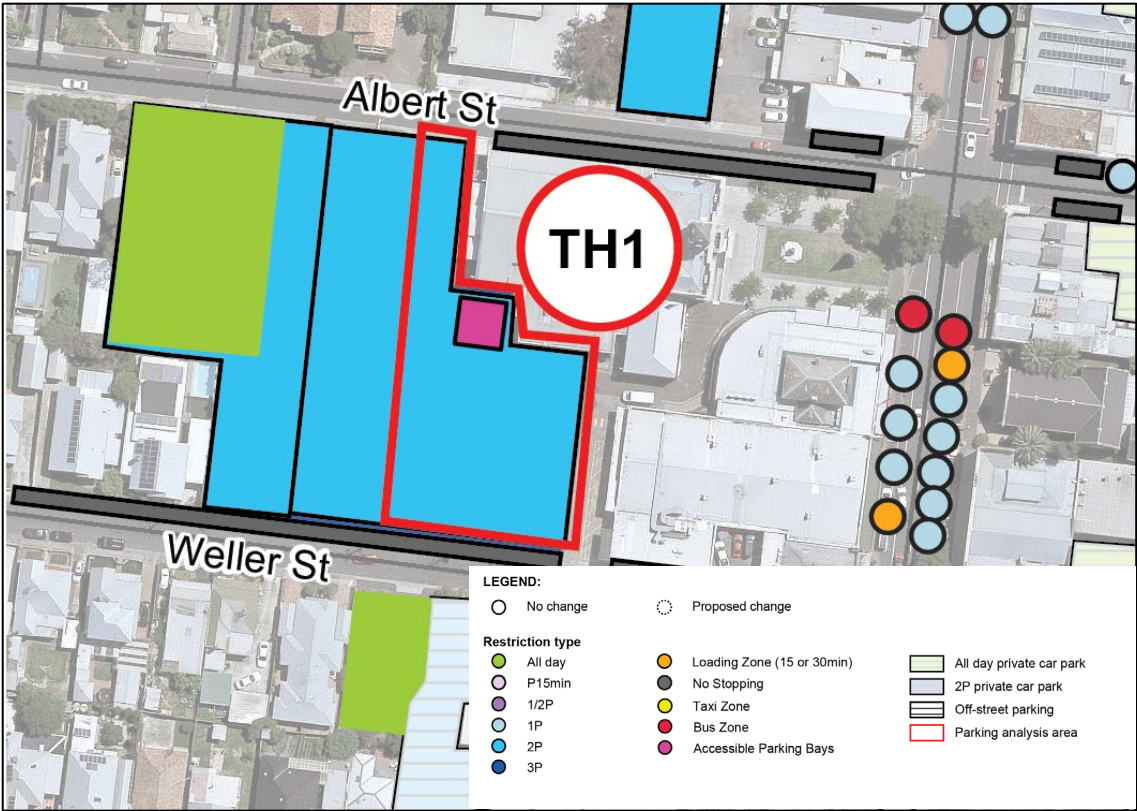 Albert St
TH1
Weller St
LEGEND:
No change
Proposed change
Restriction type
All day
P15min
1/2P
1P
2P
3P
Loading Zone (15 or 30min)
No Stopping
Taxi Zone
Bus Zone
Accessible Parking Bays
All day private car park
2P private car park
Off-street parking
Parking analysis area